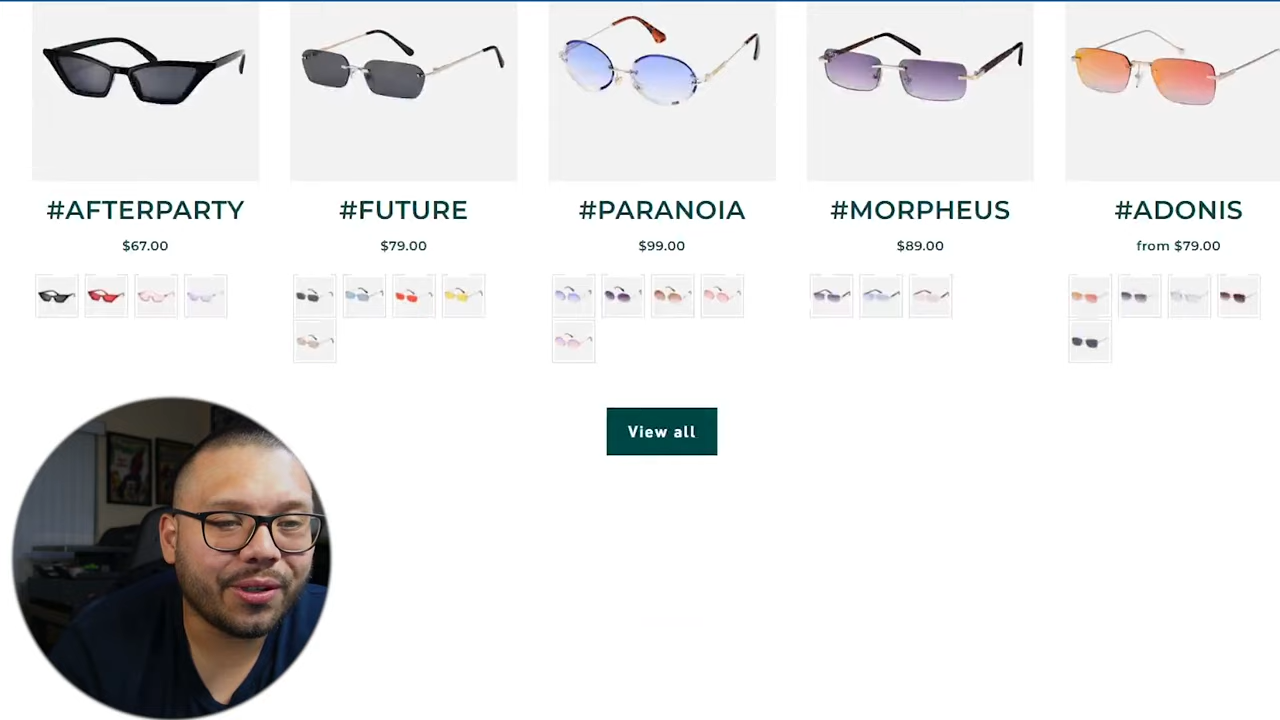 #AFTERPARTY
$67.00
#FUTURE
$79.00
#PARANOIA
$99.00
#MORPHEUS
$89.00
#ADONIS
from $79.00
View all